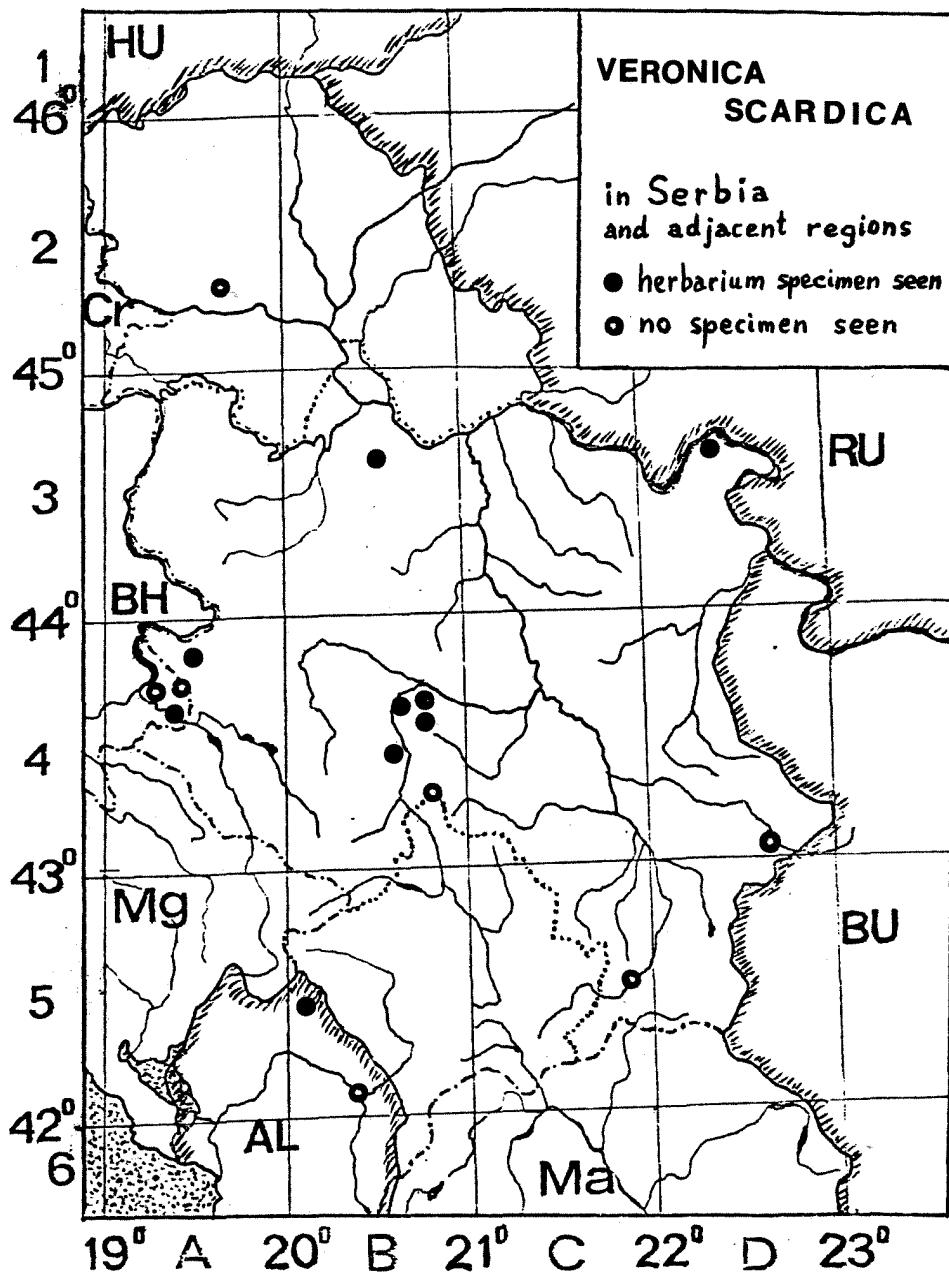 HU
VERONICA
SCARDICA
in Serbia
and adjacent regions
● herbarium specimen seen
no specimen seen
1
46°
2
Cr
45°
RU
3
BH
44°
4
43°
Mg
BU
5
42°
AL
Ma
6
19° A 20° B 21° C 22° D 23°